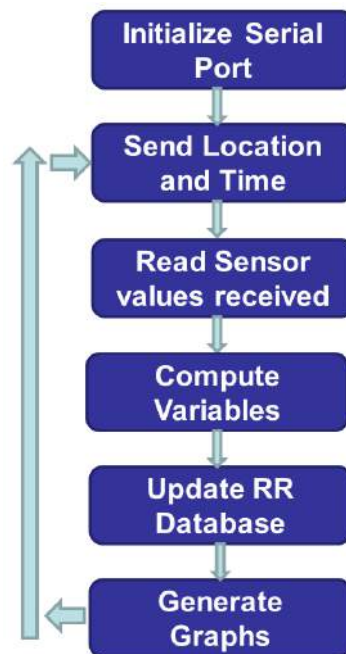 Initialize Serial
Port
Send Location
and Time
Read Sensor
values received
Compute
Variables
Update RR
Database
Generate
Graphs